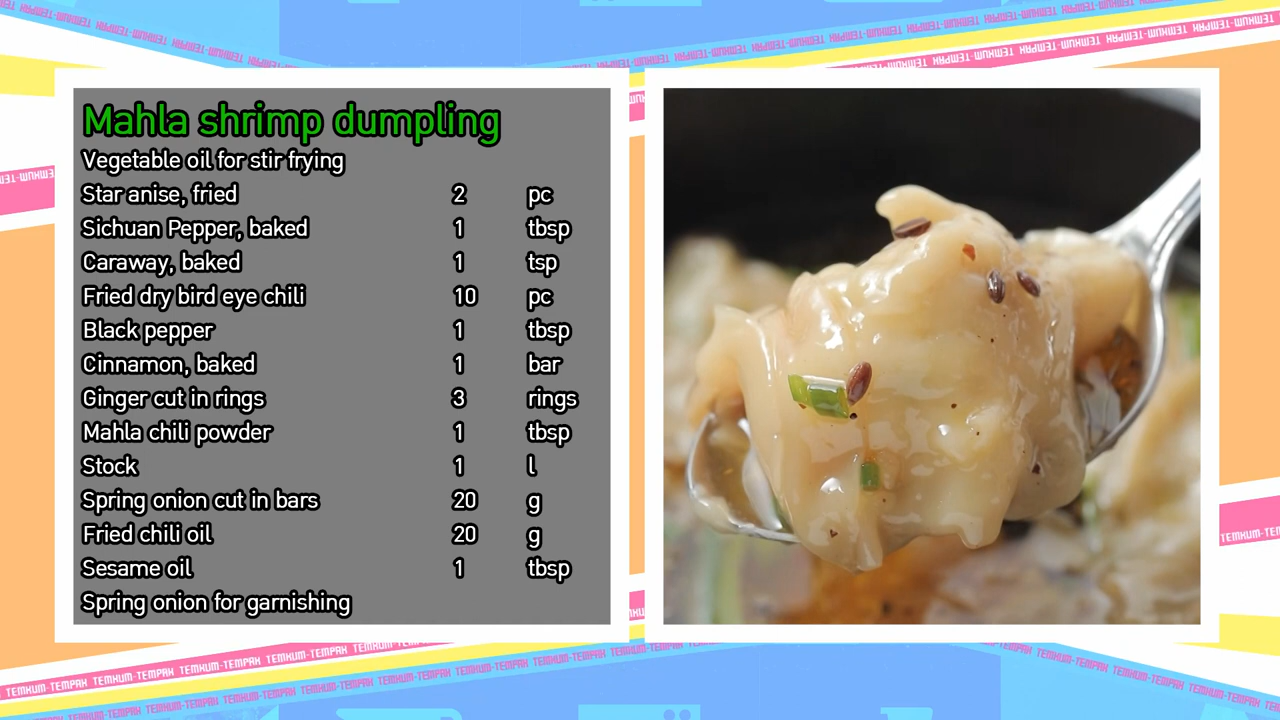 Mahla shrimp dumpling
Vegetable oil for stir frying
Star anise, fried 2 pc
Sichuan Pepper, baked 1 tbsp
Caraway, baked 1 tsp
Fried dry bird eye chili 10 pc
Black pepper 1 tbsp
Cinnamon, baked 1 bar
Ginger cut in rings 3 rings
Mahla chili powder 1 tbsp
Stock 1 l
Spring onion cut in bars 20 g
Fried chili oil 20 g
Sesame oil 1 tbsp
Spring onion for garnishing
TEMKUM-TEMPAK